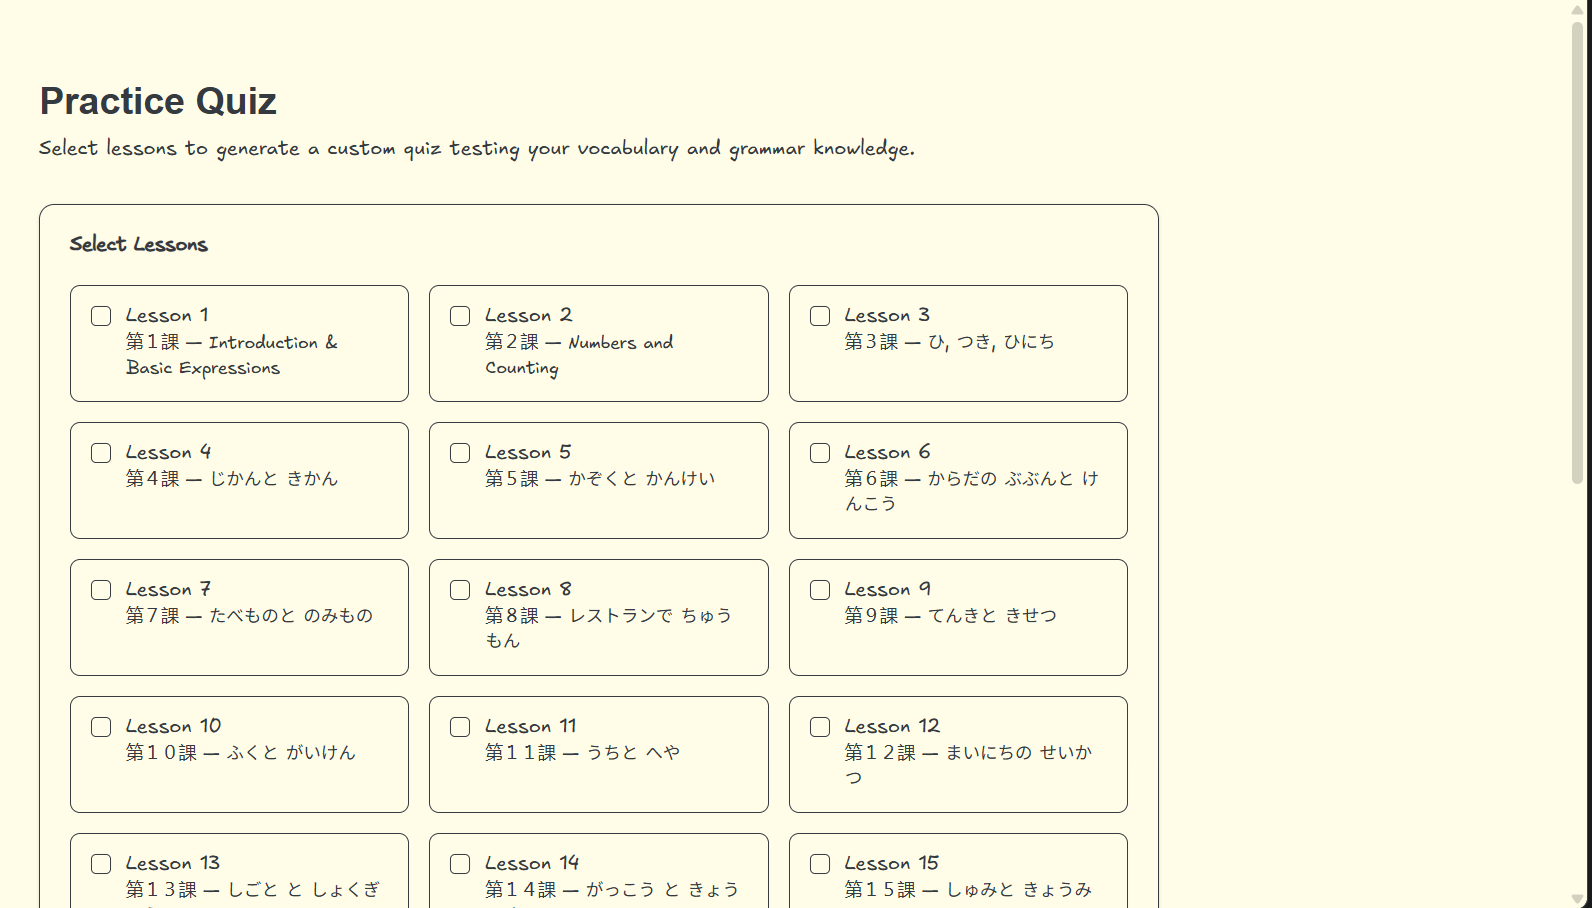 Practice Quiz
Select lessons to generate a custom quiz testing your vocabulary and grammar knowledge.
Select Lessons
Lesson 1
第１課 — Introduction &
Basic Expressions
Lesson 2
第２課 — Numbers and
Counting
Lesson 3
第３課 — ひ, つき, ひにち
Lesson 4
第４課 — じかんと きかん
Lesson 5
第５課 — かぞくと かんけい
Lesson 6
第６課 — からだの ぶぶんと け
んこう
Lesson 7
第７課 — たべものと のみもの
Lesson 8
第８課 — レストランで ちゅう
もん
Lesson 9
第９課 — てんきと きせつ
Lesson 10
第１０課 — ふくと がいけん
Lesson 11
第１１課 — うちと へや
Lesson 12
第１２課 — まいにちの せいか
つ
Lesson 13
第１３課 — しごと と しょくぎ
Lesson 14
第１４課 — がっこう と きょう
Lesson 15
第１５課 — しゅみと きょうみ